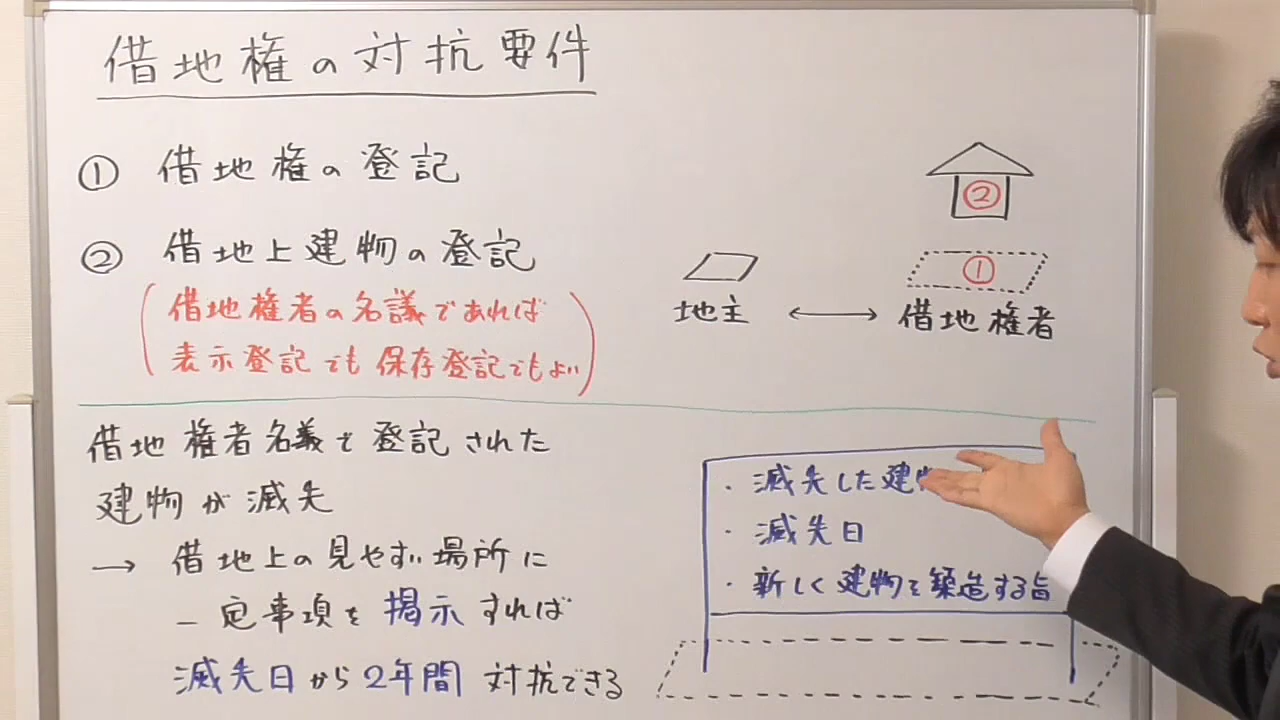 借地権の対抗要件
① 借地権の登記
② 借地上建物の登記
(借地権者の名議であれば
表示登記でも保存登記でもよい)
②
①
地主 ⟷ 借地権者
借地権者名義で登記された
建物が滅失
→ 借地上の見やすい場所に
一定事項を掲示すれば
滅失日から2年間 対抗できる
・滅失した建
・滅失日
・新しく建物を築造する旨